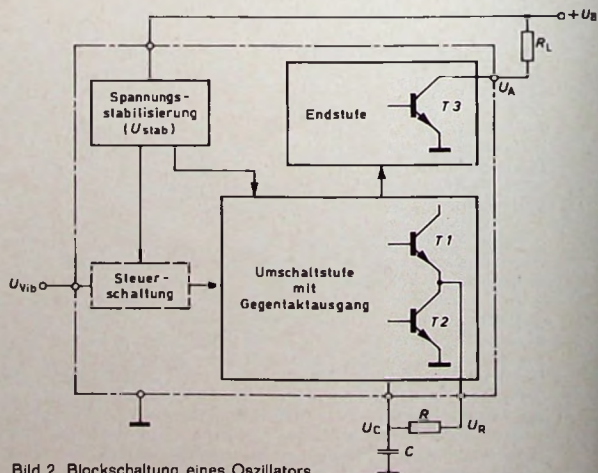 +U_B
R_L
U_A
Spannungs-
stabilisierung
(U_stab)
Endstufe
T3
U_Vib
Steuer-
schaltung
Umschaltstufe
mit
Gegentaktausgang
T1
T2
U_C
R
U_R
C
Bild 2. Blockschaltung eines Oszillators